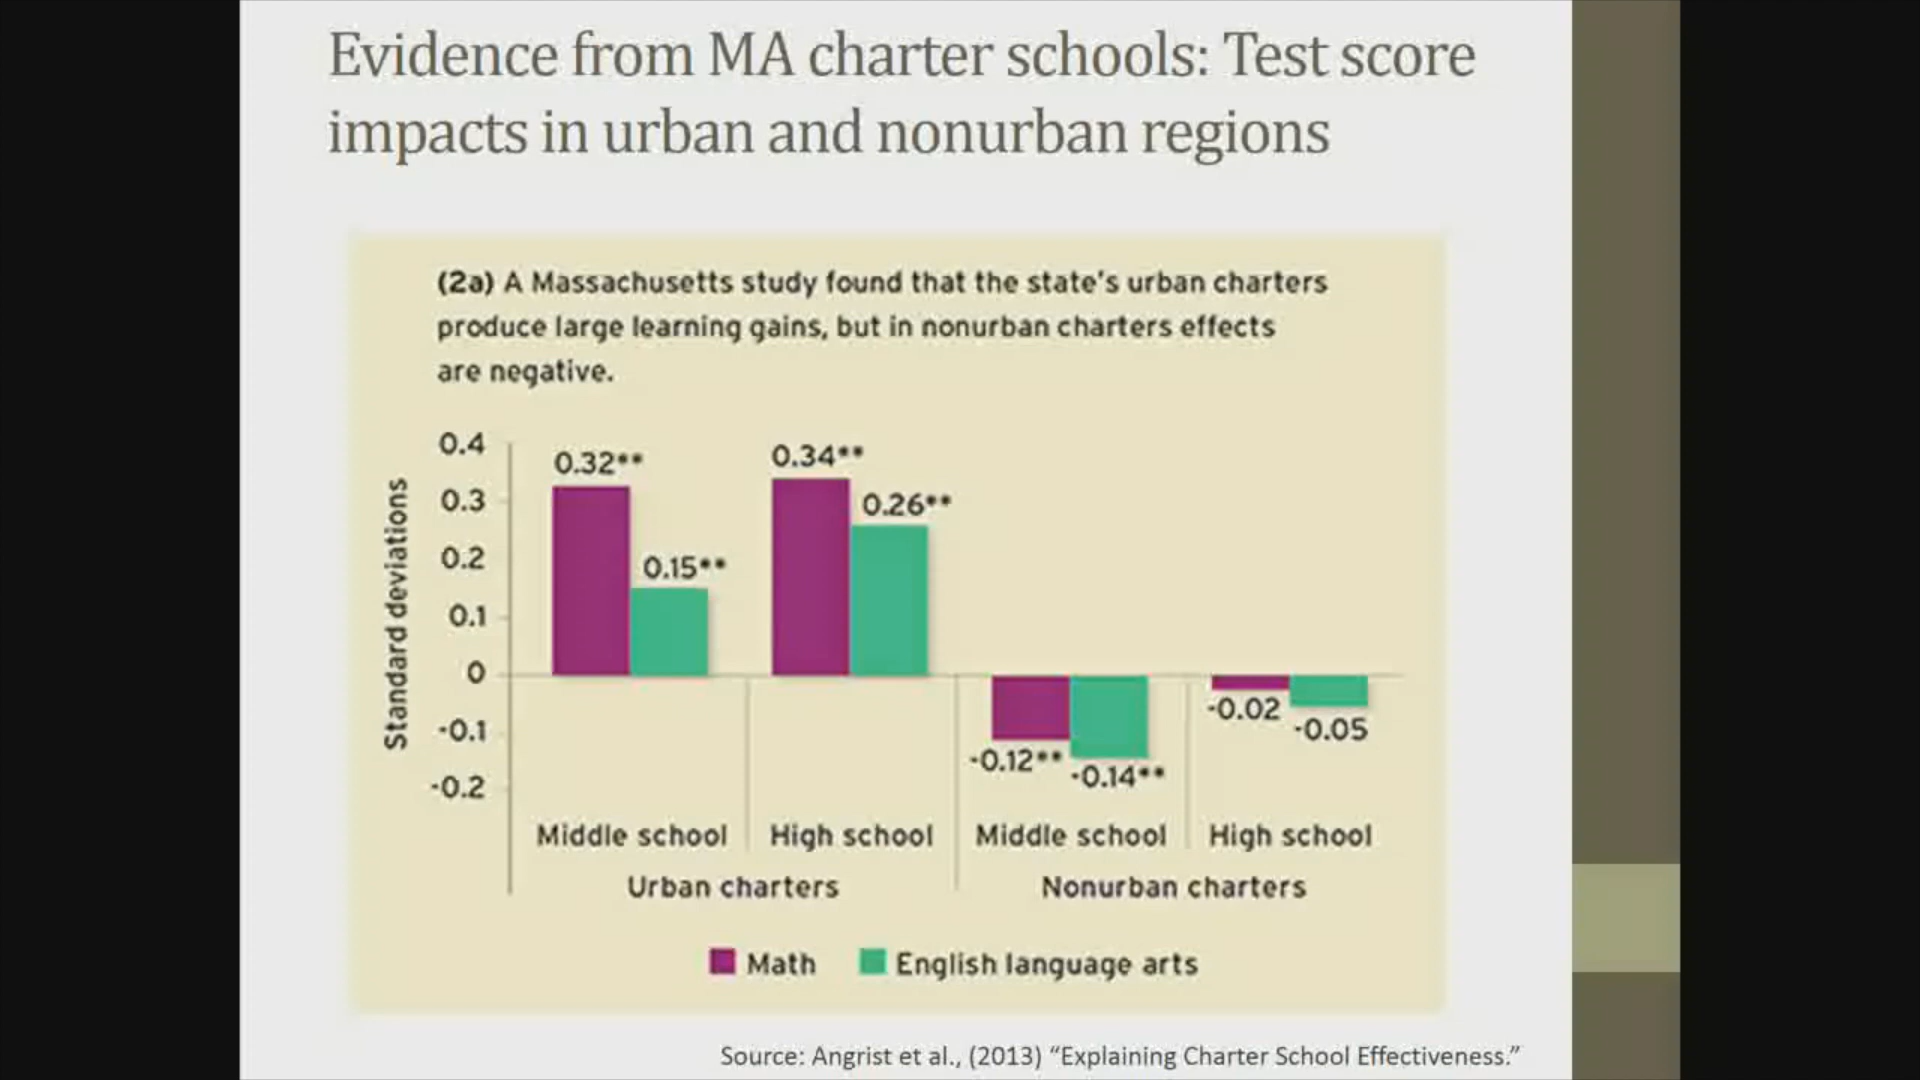 Evidence from MA charter schools: Test score
impacts in urban and nonurban regions
(2a) A Massachusetts study found that the state's urban charters
produce large learning gains, but in nonurban charters effects
are negative.
Standard deviations
0.4
0.3
0.2
0.1
0
-0.1
-0.2
0.32**
0.15**
0.34**
0.26**
-0.12**
-0.14**
-0.02
-0.05
Middle school
High school
Middle school
High school
Urban charters
Nonurban charters
Math
English language arts
Source: Angrist et al., (2013) “Explaining Charter School Effectiveness.”